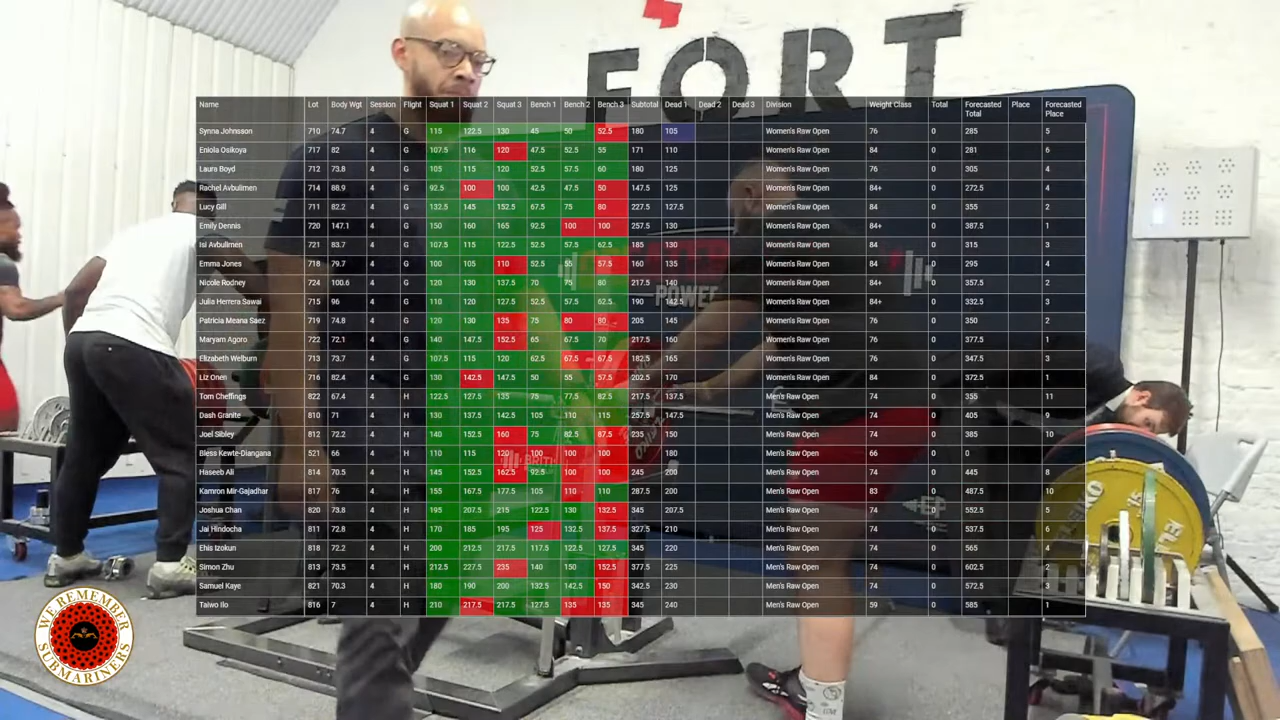 FORT
Name Lot Body Wgt Session Flight Squat 1 Squat 2 Squat 3 Bench 1 Bench 2 Bench 3 Subtotal Dead 1 Dead 2 Dead 3 Division Weight Class Total Forecasted Total Place Forecasted Place
Synna Johnsson 710 74.7 4 G 115 122.5 130 45 50 52.5 180 105 Women's Raw Open 76 0 285 5
Eniola Osikoya 717 82 4 G 107.5 116 120 47.5 52.5 55 171 110 Women's Raw Open 84 0 281 6
Laura Boyd 712 73.8 4 G 105 115 120 52.5 57.5 60 180 125 Women's Raw Open 76 0 305 4
Rachel Avbulimen 714 88.9 4 G 92.5 100 100 42.5 47.5 50 147.5 125 Women's Raw Open 84+ 0 272.5 4
Lucy Gill 711 82.2 4 G 132.5 145 152.5 67.5 75 80 227.5 127.5 Women's Raw Open 84 0 355 2
Emily Dennis 720 147.1 4 G 150 160 165 92.5 100 100 257.5 130 Women's Raw Open 84+ 0 387.5 1
Isi Avbulimen 721 83.7 4 G 107.5 115 122.5 52.5 57.5 62.5 185 130 Women's Raw Open 84 0 315 3
Emma Jones 718 79.7 4 G 100 105 110 52.5 55 57.5 160 135 Women's Raw Open 84 0 295 4
Nicole Rodney 724 100.6 4 G 120 130 137.5 70 75 80 217.5 140 Women's Raw Open 84+ 0 357.5 2
Julia Herrera Sawai 715 96 4 G 110 120 127.5 52.5 57.5 62.5 190 142.5 Women's Raw Open 84+ 0 332.5 3
Patricia Meana Saez 719 74.8 4 G 120 130 135 75 80 80 205 145 Women's Raw Open 76 0 350 2
Maryam Agoro 722 72.1 4 G 140 147.5 152.5 65 67.5 70 217.5 160 Women's Raw Open 76 0 377.5 1
Elizabeth Welburn 713 73.7 4 G 107.5 115 120 62.5 67.5 67.5 182.5 165 Women's Raw Open 76 0 347.5 3
Liz Onen 716 82.4 4 G 130 142.5 147.5 50 55 57.5 202.5 170 Women's Raw Open 84 0 372.5 1
Tom Cheffings 822 67.4 4 H 122.5 127.5 135 75 77.5 82.5 217.5 137.5 Men's Raw Open 74 0 355 11
Dash Granite 810 71 4 H 130 137.5 142.5 105 110 115 257.5 147.5 Men's Raw Open 74 0 405 9
Joel Sibley 812 72.2 4 H 140 152.5 160 75 82.5 87.5 235 150 Men's Raw Open 74 0 385 10
Bless Kewte-Diangana 521 66 4 H 110 115 120 100 100 100 180 Men's Raw Open 66 0 0
Haseeb Ali 814 70.5 4 H 145 152.5 162.5 92.5 100 100 245 200 Men's Raw Open 74 0 445 8
Kamron Mir-Gajadhar 817 76 4 H 155 167.5 177.5 105 110 110 287.5 200 Men's Raw Open 83 0 487.5 10
Joshua Chan 820 73.8 4 H 195 207.5 215 122.5 130 132.5 345 207.5 Men's Raw Open 74 0 552.5 5
Jai Hindocha 811 72.8 4 H 170 185 195 125 132.5 137.5 327.5 210 Men's Raw Open 74 0 537.5 6
Ehis Izokun 818 72.2 4 H 200 212.5 217.5 117.5 122.5 127.5 345 220 Men's Raw Open 74 0 565 4
Simon Zhu 813 73.5 4 H 212.5 227.5 235 140 150 152.5 377.5 225 Men's Raw Open 74 0 602.5 2
Samuel Kaye 821 70.3 4 H 180 190 200 132.5 142.5 150 342.5 230 Men's Raw Open 74 0 572.5 3
Taiwo Ilo 816 7 4 H 210 217.5 217.5 127.5 135 135 345 240 Men's Raw Open 59 0 585 1
POWER
WE REMEMBER
SUBMARINERS